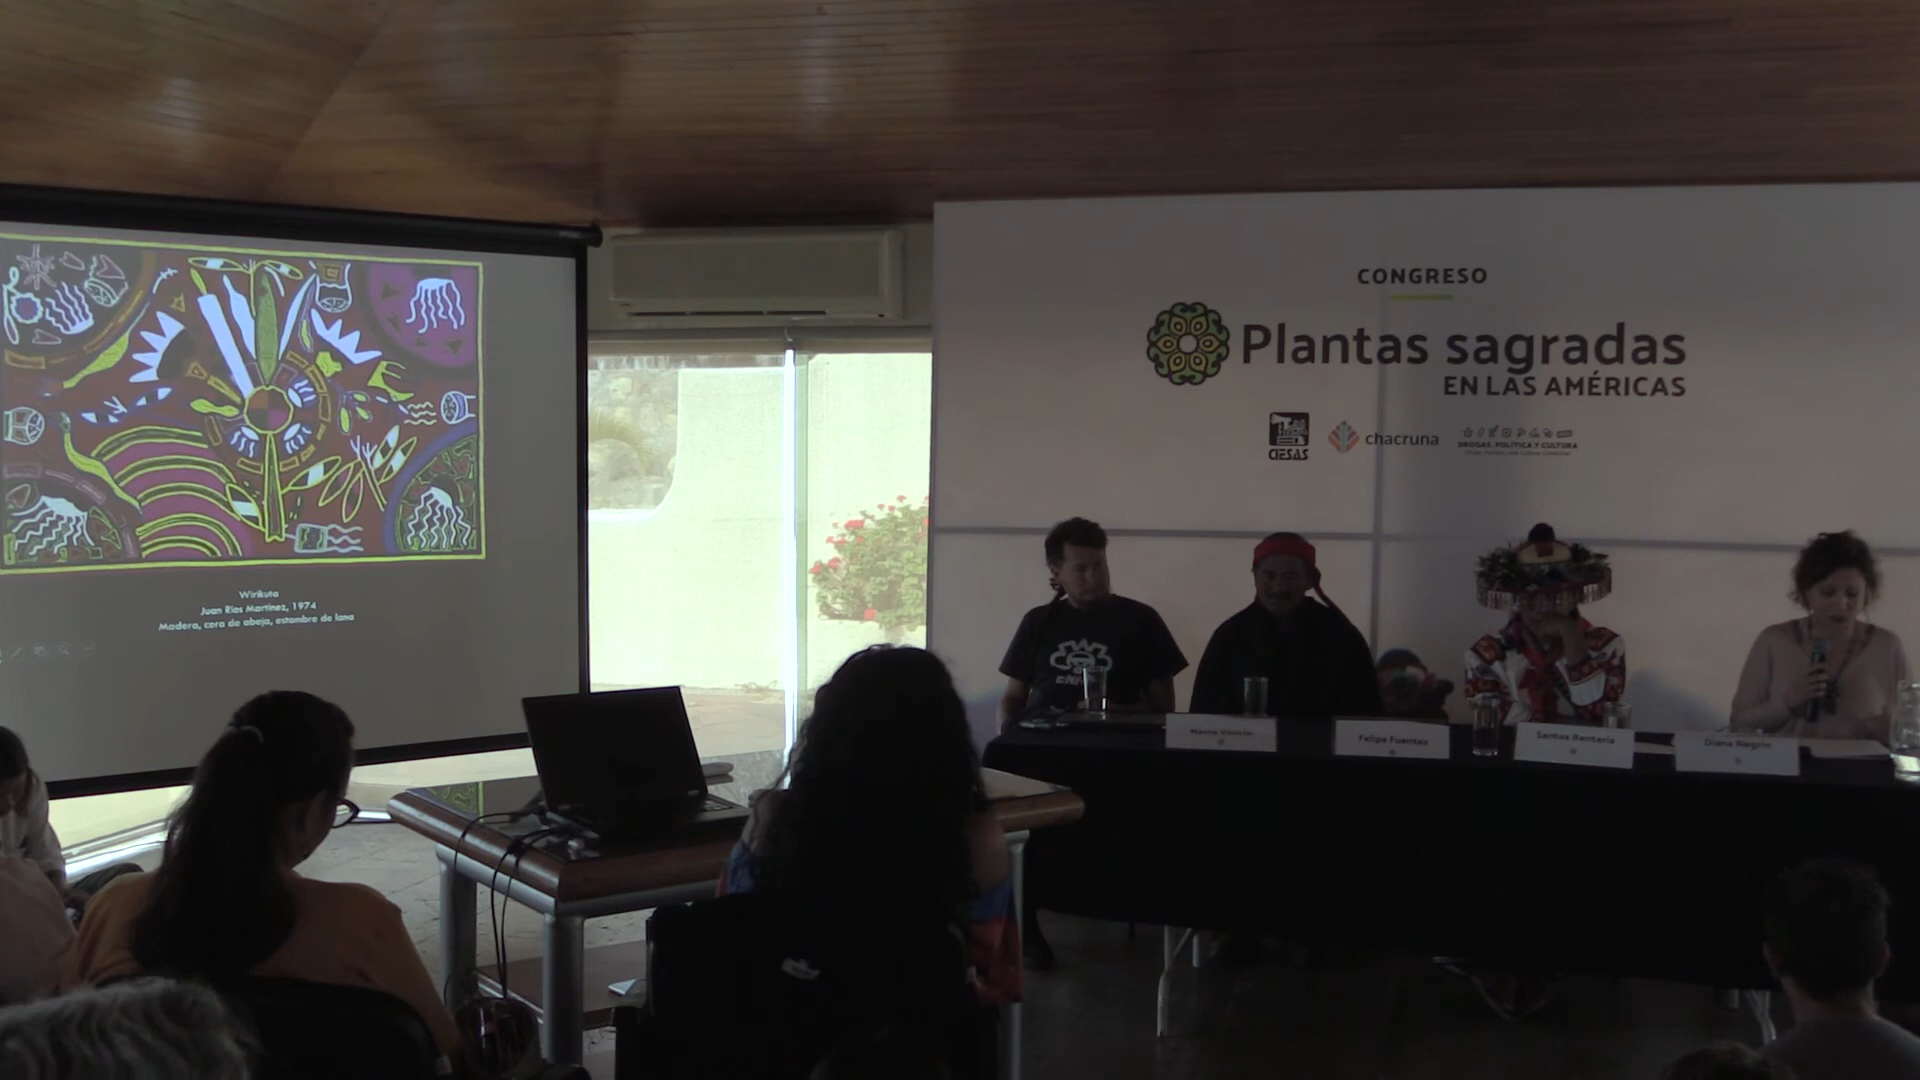 Wirikuta
Juan Ríos Martínez, 1974
Madera, cera de abeja, estambre de lana
CONGRESO
Plantas sagradas
EN LAS AMÉRICAS
CIESAS
chacruna
DROGAS, POLÍTICA Y CULTURA
Marco
Felipe Fuentes
Santos Rentería
Diana Negrín